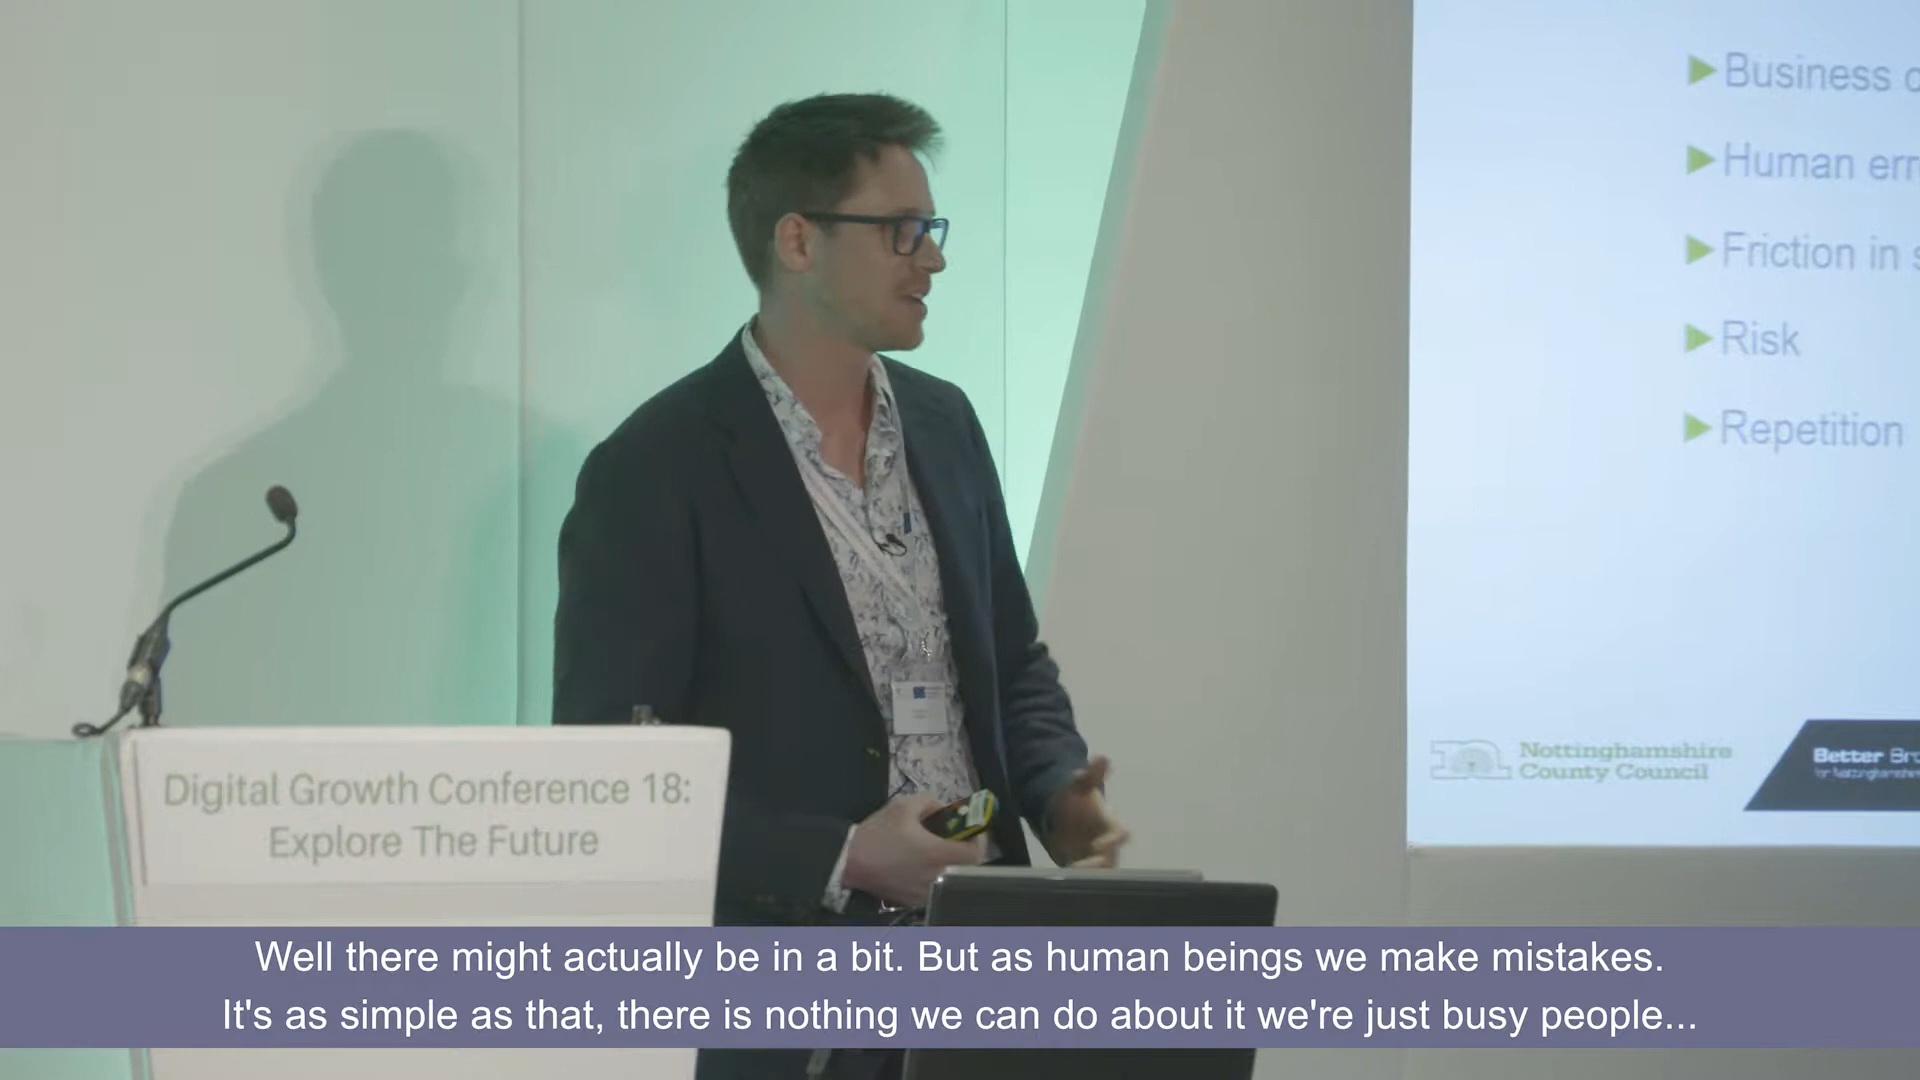 Business
Human
Friction in
Risk
Repetition
Nottinghamshire
County Council
Better
Digital Growth Conference 18:
Explore The Future
Well there might actually be in a bit. But as human beings we make mistakes.
It's as simple as that, there is nothing we can do about it we're just busy people...